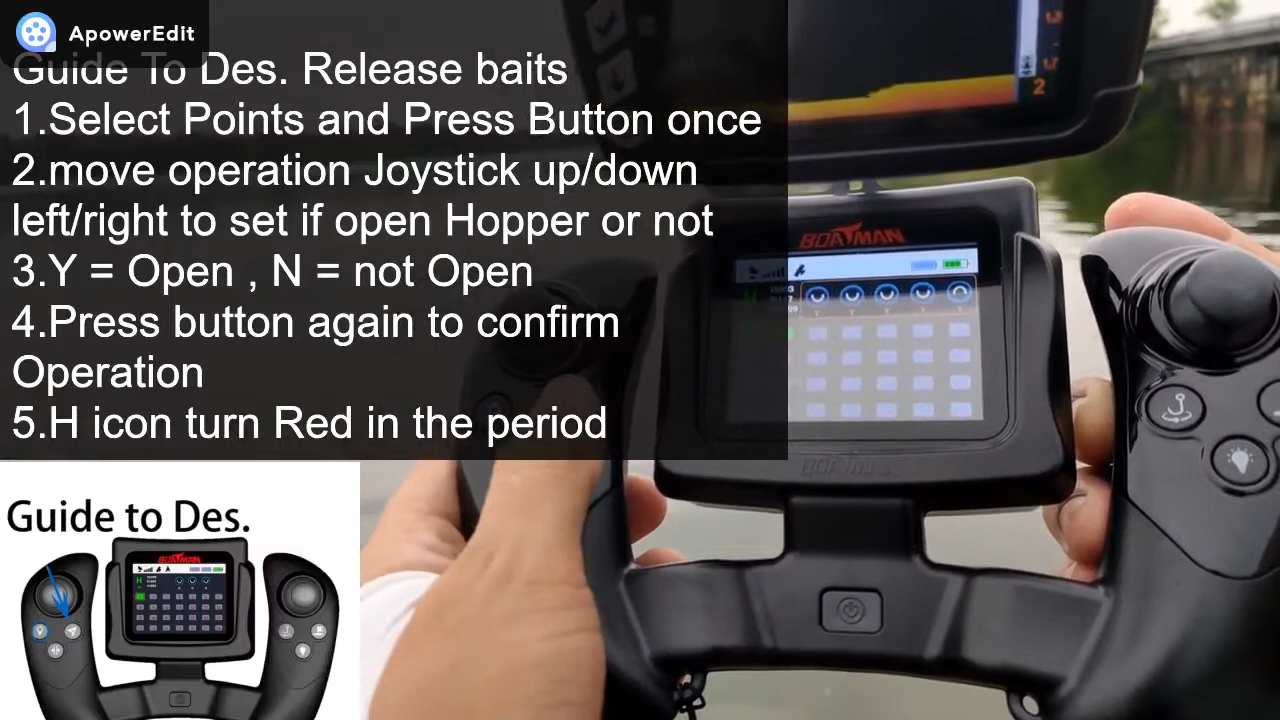 ApowerEdit
Guide To Des. Release baits
1.Select Points and Press Button once
2.move operation Joystick up/down
left/right to set if open Hopper or not
3.Y = Open , N = not Open
4.Press button again to confirm
Operation
5.H icon turn Red in the period
2
BOATMAN
H
BOATMAN
Guide to Des.
BOATMAN
H